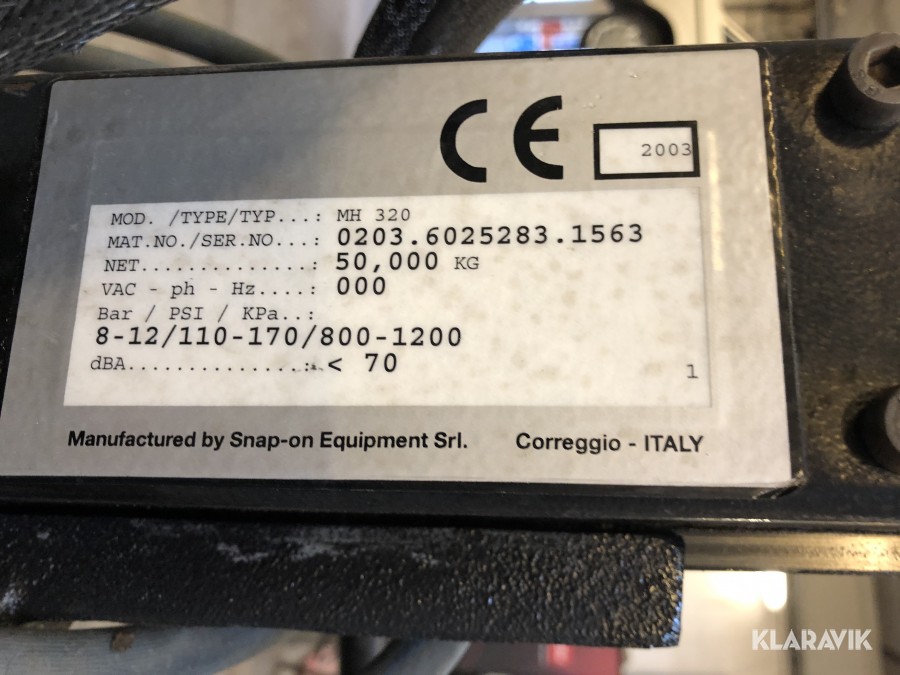 CE
2003
MOD. /TYPE/TYP...: MH 320
MAT.NO./SER.NO...: 0203.6025283.1563
NET..............: 50,000 KG
VAC - ph - Hz....: 000
Bar / PSI / KPa..:
8-12/110-170/800-1200
dBA..............: < 70
1
Manufactured by Snap-on Equipment Srl. Correggio - ITALY
KLARAVIK